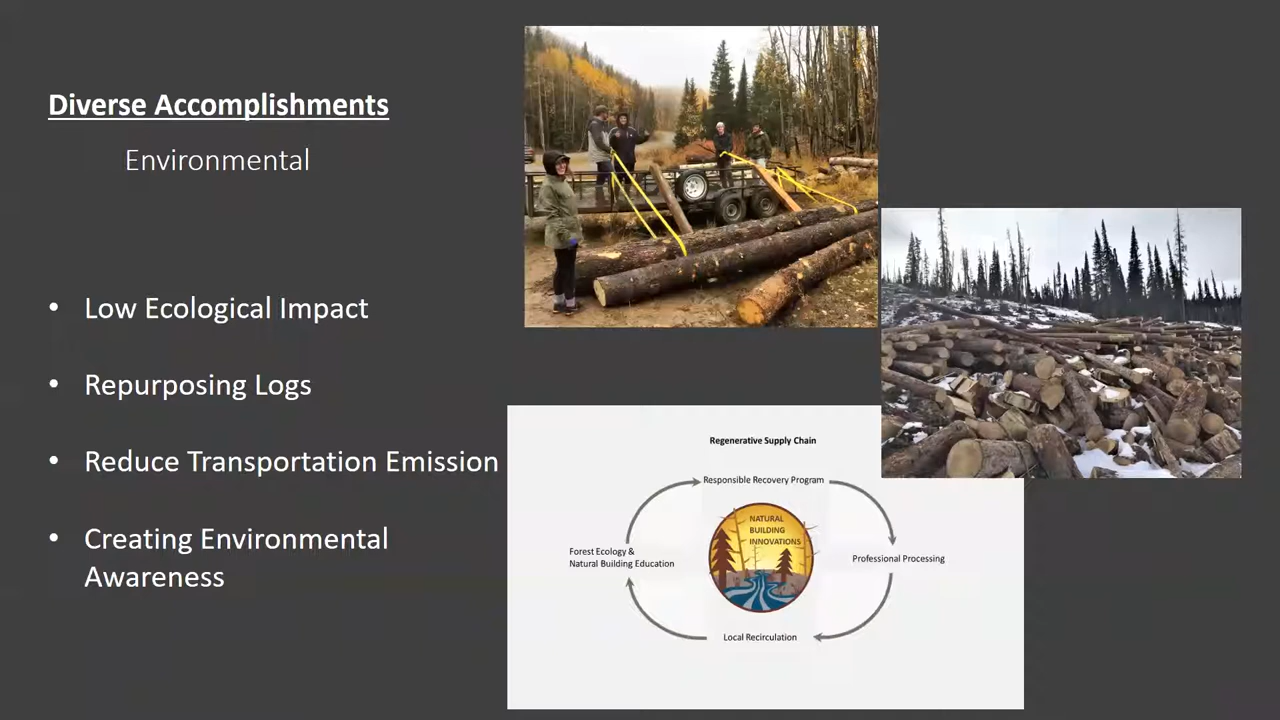 Diverse Accomplishments
Environmental
• Low Ecological Impact
• Repurposing Logs
• Reduce Transportation Emission
• Creating Environmental
Awareness
Regenerative Supply Chain
Responsible Recovery Program
NATURAL
BUILDING
INNOVATIONS
Forest Ecology &
Natural Building Education
Professional Processing
Local Recirculation